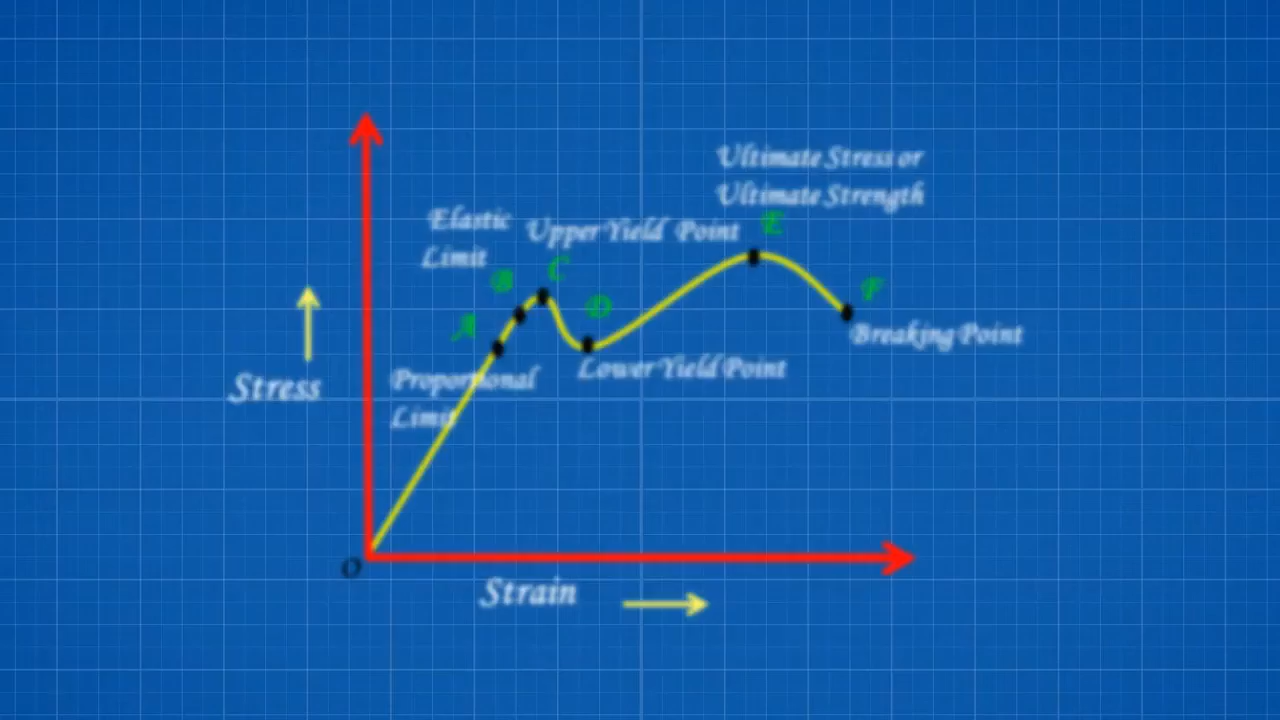 Ultimate Stress or
Ultimate Strength
E
Elastic
Limit
Upper Yield Point
B
C
D
F
A
Breaking Point
Lower Yield Point
Proportional
Limit
Stress
O
Strain